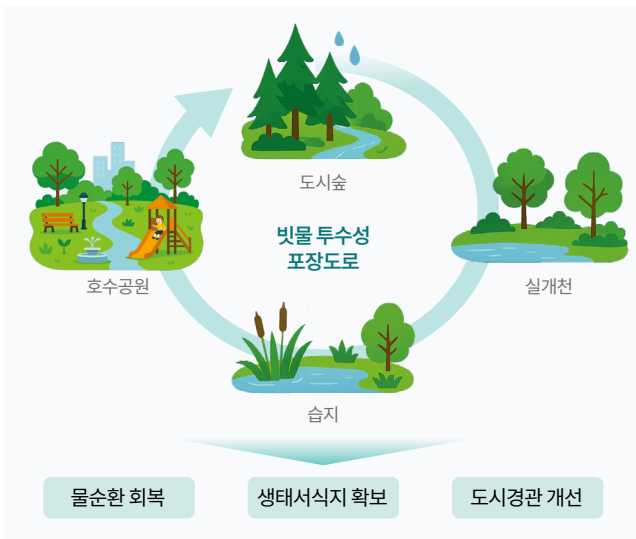 도시숲
빗물 투수성
포장도로
호수공원
실개천
습지
물순환 회복
생태서식지 확보
도시경관 개선